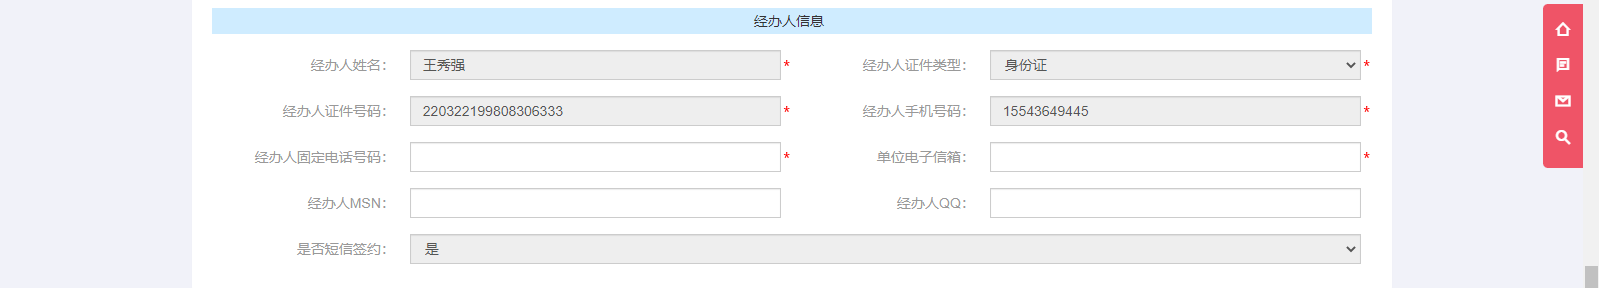 经办人信息
经办人姓名： 王秀强 * 经办人证件类型： 身份证 *
经办人证件号码： 220322199808306333 * 经办人手机号码： 15543649445 *
经办人固定电话号码： * 单位电子信箱： *
经办人MSN： 经办人QQ：
是否短信签约： 是